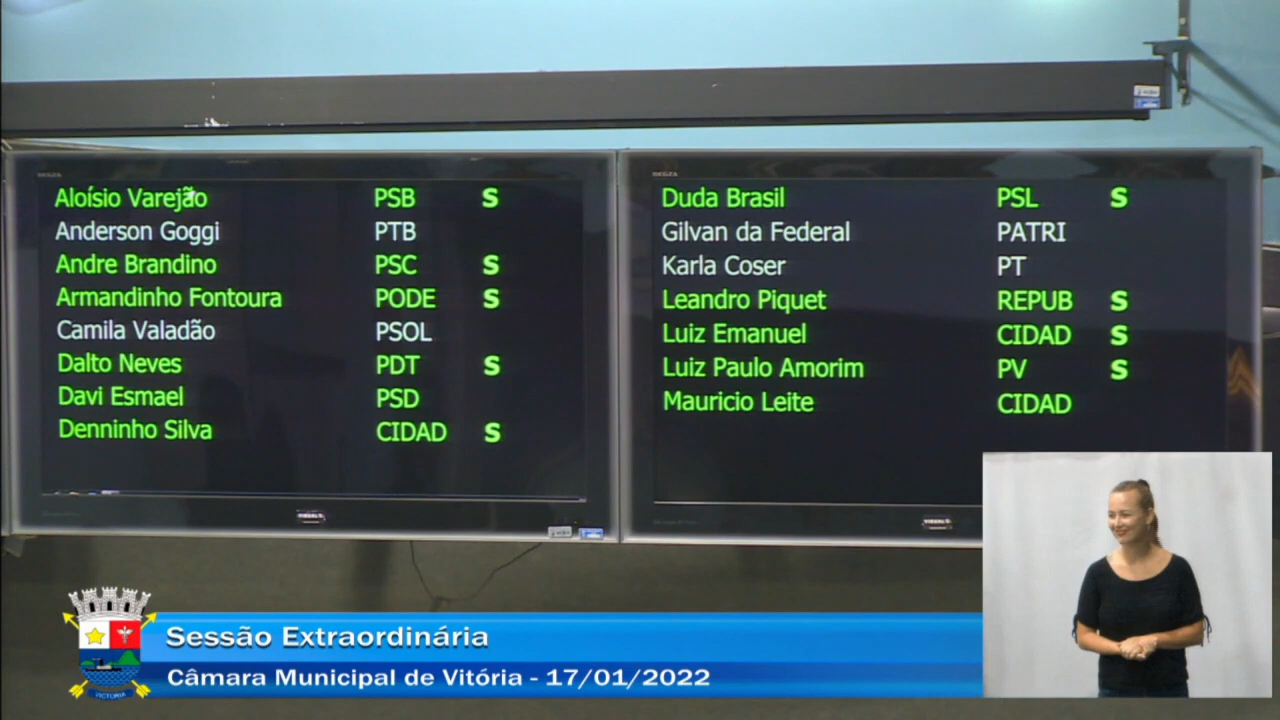 Aloísio Varejão PSB S
Anderson Goggi PTB
Andre Brandino PSC S
Armandinho Fontoura PODE S
Camila Valadão PSOL
Dalto Neves PDT S
Davi Esmael PSD
Denninho Silva CIDAD S
Duda Brasil PSL S
Gilvan da Federal PATRI
Karla Coser PT
Leandro Piquet REPUB S
Luiz Emanuel CIDAD S
Luiz Paulo Amorim PV S
Mauricio Leite CIDAD
Sessão Extraordinária
Câmara Municipal de Vitória - 17/01/2022